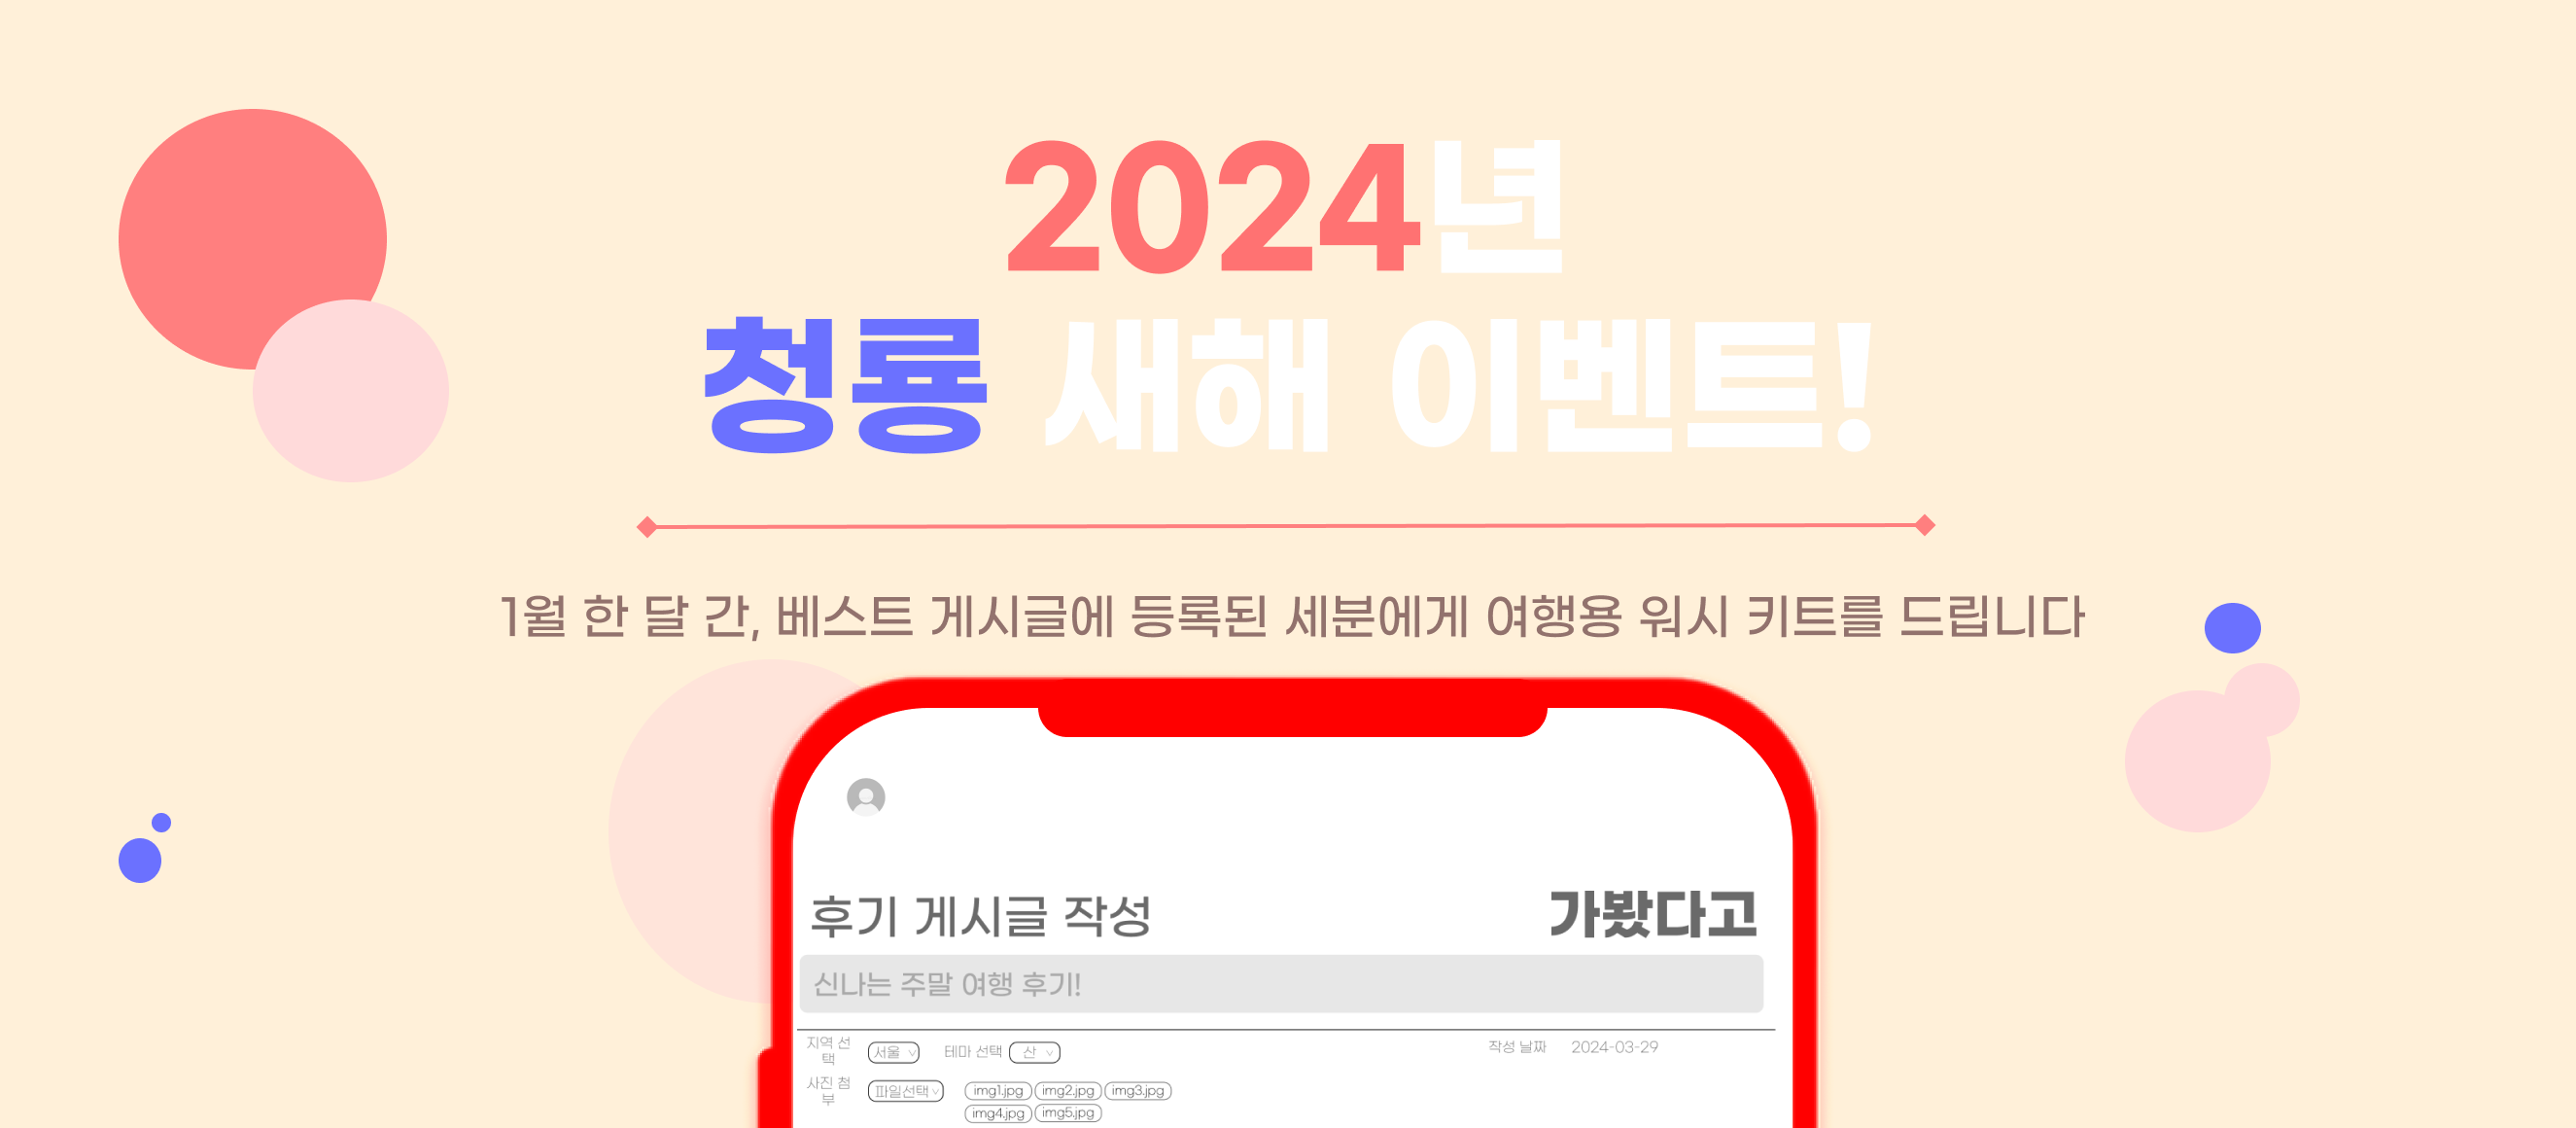 2024년
청룡 새해 이벤트!
1월 한 달 간, 베스트 게시글에 등록된 세분에게 여행용 워시 키트를 드립니다
후기 게시글 작성 가봤다고
신나는 주말 여행 후기!
지역 선
택
서울 테마 선택 산 작성 날짜 2024-03-29
사진 첨
부
파일선택 img1.jpg img2.jpg img3.jpg
img4.jpg img5.jpg